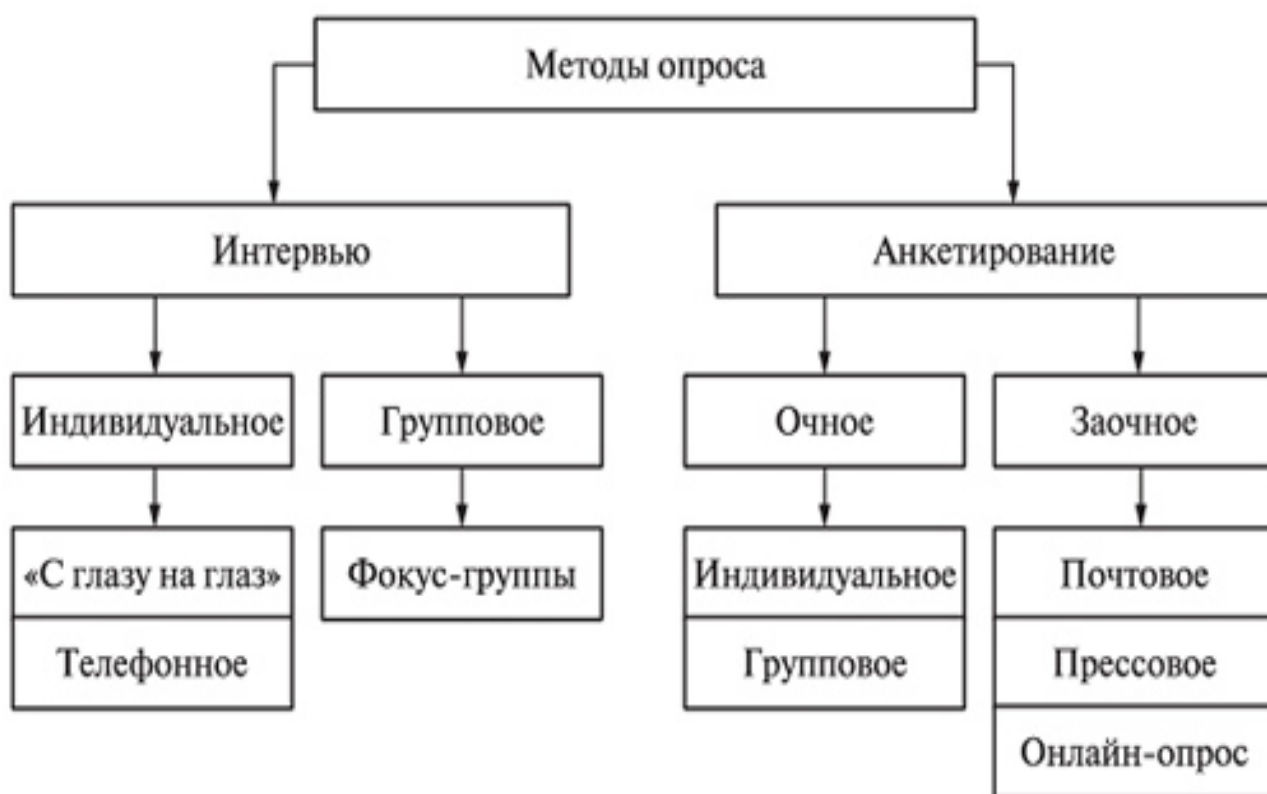 Методы опроса
Интервью
Анкетирование
Индивидуальное
Групповое
Очное
Заочное
«С глазу на глаз»
Фокус-группы
Индивидуальное
Почтовое
Телефонное
Групповое
Прессовое
Онлайн-опрос